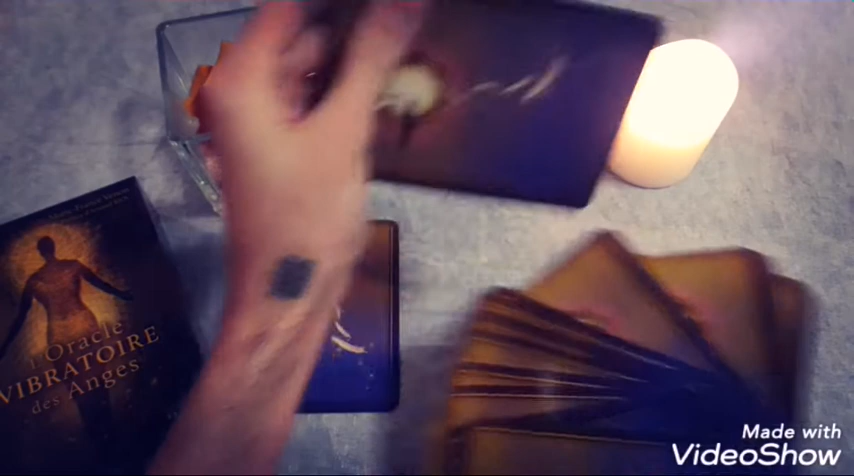 l'Oracle
VIBRATOIRE
des Anges
Made with
VideoShow